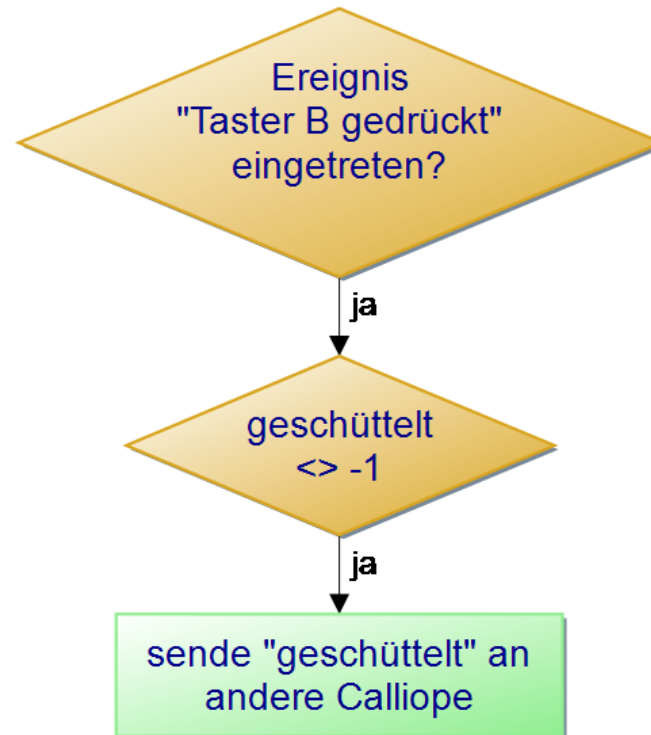 Ereignis
"Taster B gedrückt"
eingetreten?
ja
geschüttelt
<> -1
ja
sende "geschüttelt" an
andere Calliope